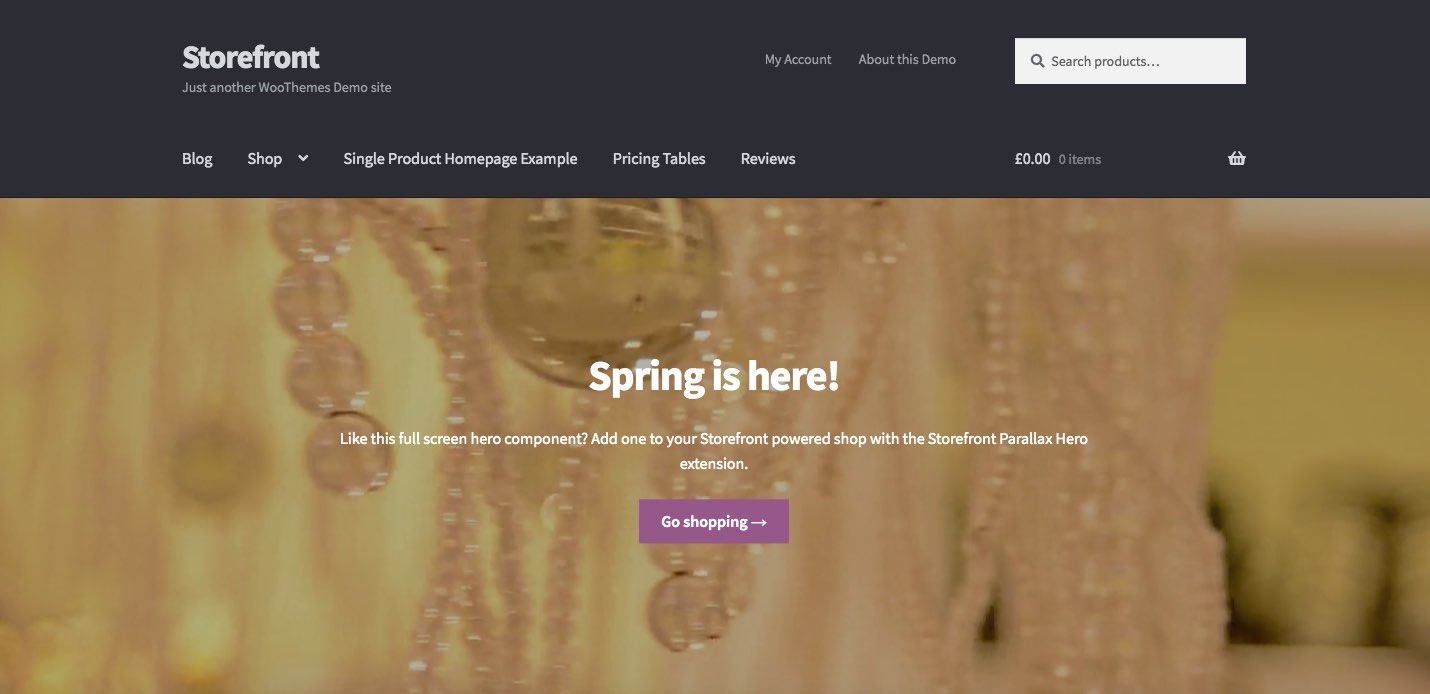 Storefront
Just another WooThemes Demo site
My Account
About this Demo
Search products…
Blog
Shop
Single Product Homepage Example
Pricing Tables
Reviews
£0.00 0 items
Spring is here!
Like this full screen hero component? Add one to your Storefront powered shop with the Storefront Parallax Hero
extension.
Go shopping →